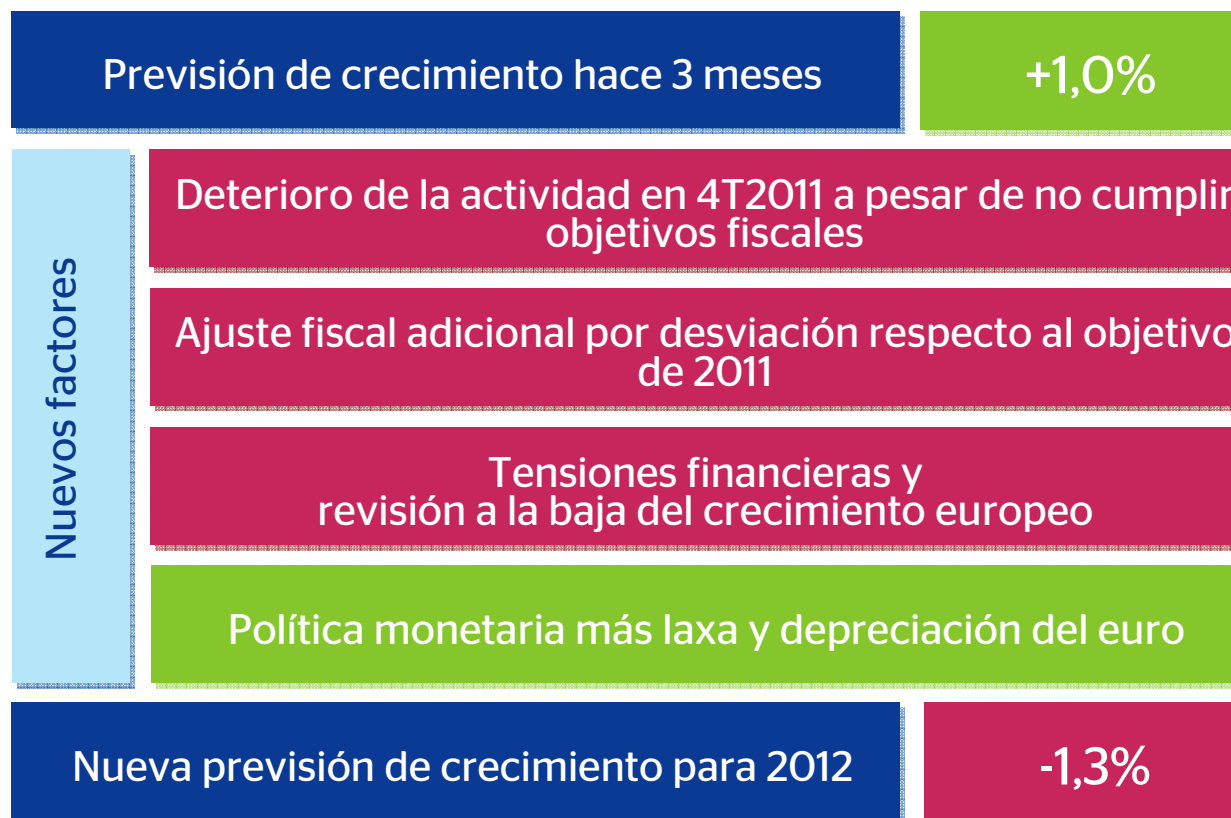 Previsión de crecimiento hace 3 meses
+1,0%
Nuevos factores
Deterioro de la actividad en 4T2011 a pesar de no cumplir
objetivos fiscales
Ajuste fiscal adicional por desviación respecto al objetivo
de 2011
Tensiones financieras y
revisión a la baja del crecimiento europeo
Política monetaria más laxa y depreciación del euro
Nueva previsión de crecimiento para 2012
-1,3%